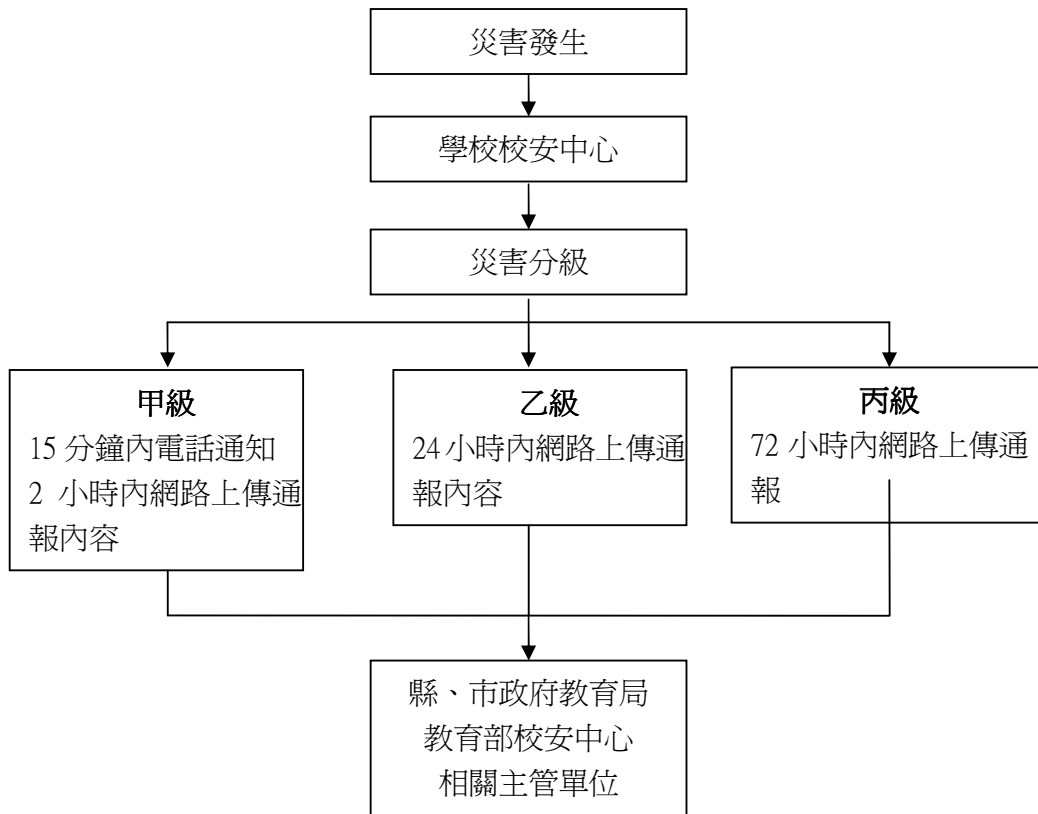 災害發生
學校校安中心
災害分級
甲級
15 分鐘內電話通知
2 小時內網路上傳通
報內容
乙級
24 小時內網路上傳通
報內容
丙級
72 小時內網路上傳通
報
縣、市政府教育局
教育部校安中心
相關主管單位